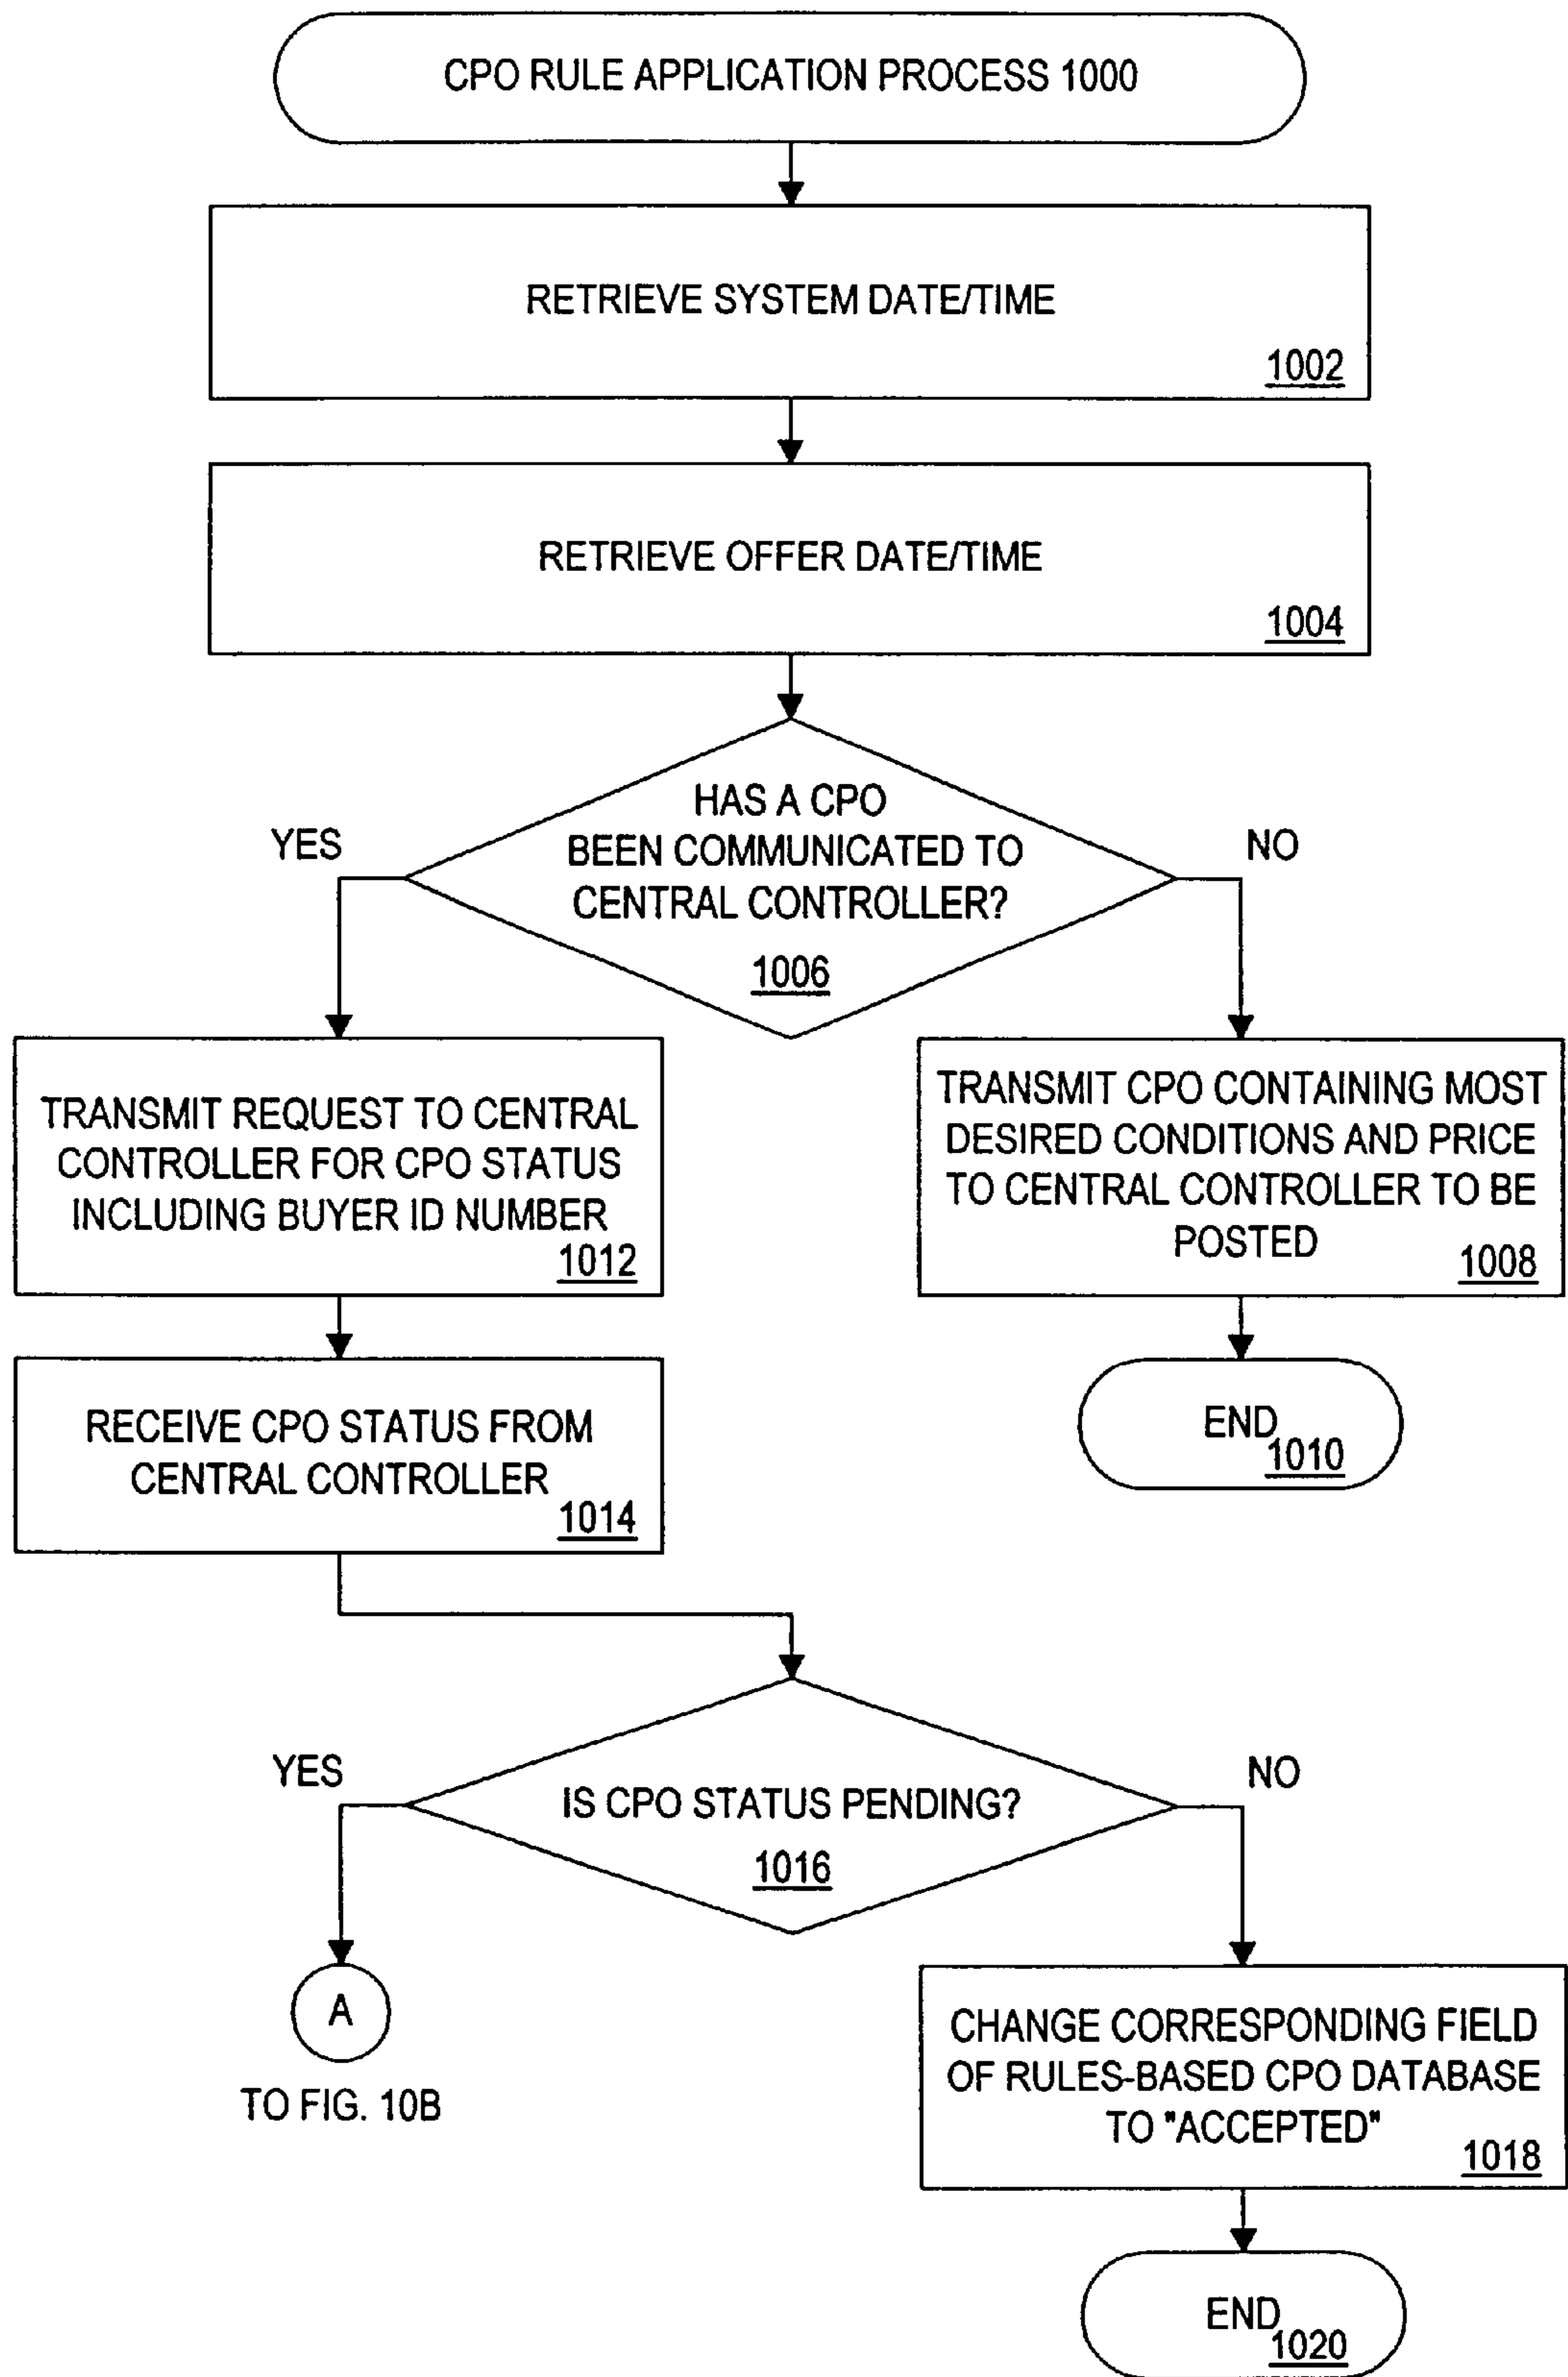 CPO RULE APPLICATION PROCESS 1000
RETRIEVE SYSTEM DATE/TIME
1002
RETRIEVE OFFER DATE/TIME
1004
HAS A CPO
BEEN COMMUNICATED TO
CENTRAL CONTROLLER?
1006
YES
NO
TRANSMIT REQUEST TO CENTRAL
CONTROLLER FOR CPO STATUS
INCLUDING BUYER ID NUMBER
1012
TRANSMIT CPO CONTAINING MOST
DESIRED CONDITIONS AND PRICE
TO CENTRAL CONTROLLER TO BE
POSTED
1008
RECEIVE CPO STATUS FROM
CENTRAL CONTROLLER
1014
END
1010
IS CPO STATUS PENDING?
1016
YES
NO
A
TO FIG. 10B
CHANGE CORRESPONDING FIELD
OF RULES-BASED CPO DATABASE
TO "ACCEPTED"
1018
END
1020